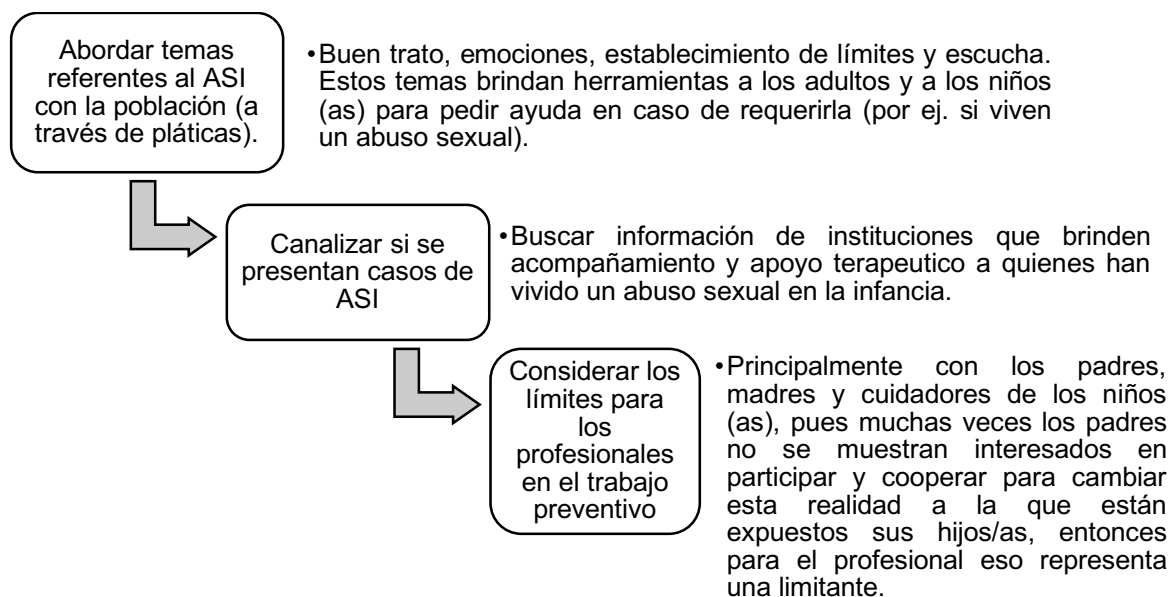 Abordar temas
referentes al ASI
con la población (a
través de pláticas).
•Buen trato, emociones, establecimiento de límites y escucha.
Estos temas brindan herramientas a los adultos y a los niños
(as) para pedir ayuda en caso de requerirla (por ej. si viven
un abuso sexual).
Canalizar si se
presentan casos de
ASI
•Buscar información de instituciones que brinden
acompañamiento y apoyo terapeutico a quienes han
vivido un abuso sexual en la infancia.
Considerar los
límites para
los
profesionales
en el trabajo
preventivo
•Principalmente con los padres,
madres y cuidadores de los niños
(as), pues muchas veces los padres
no se muestran interesados en
participar y cooperar para cambiar
esta realidad a la que están
expuestos sus hijos/as, entonces
para el profesional eso representa
una limitante.